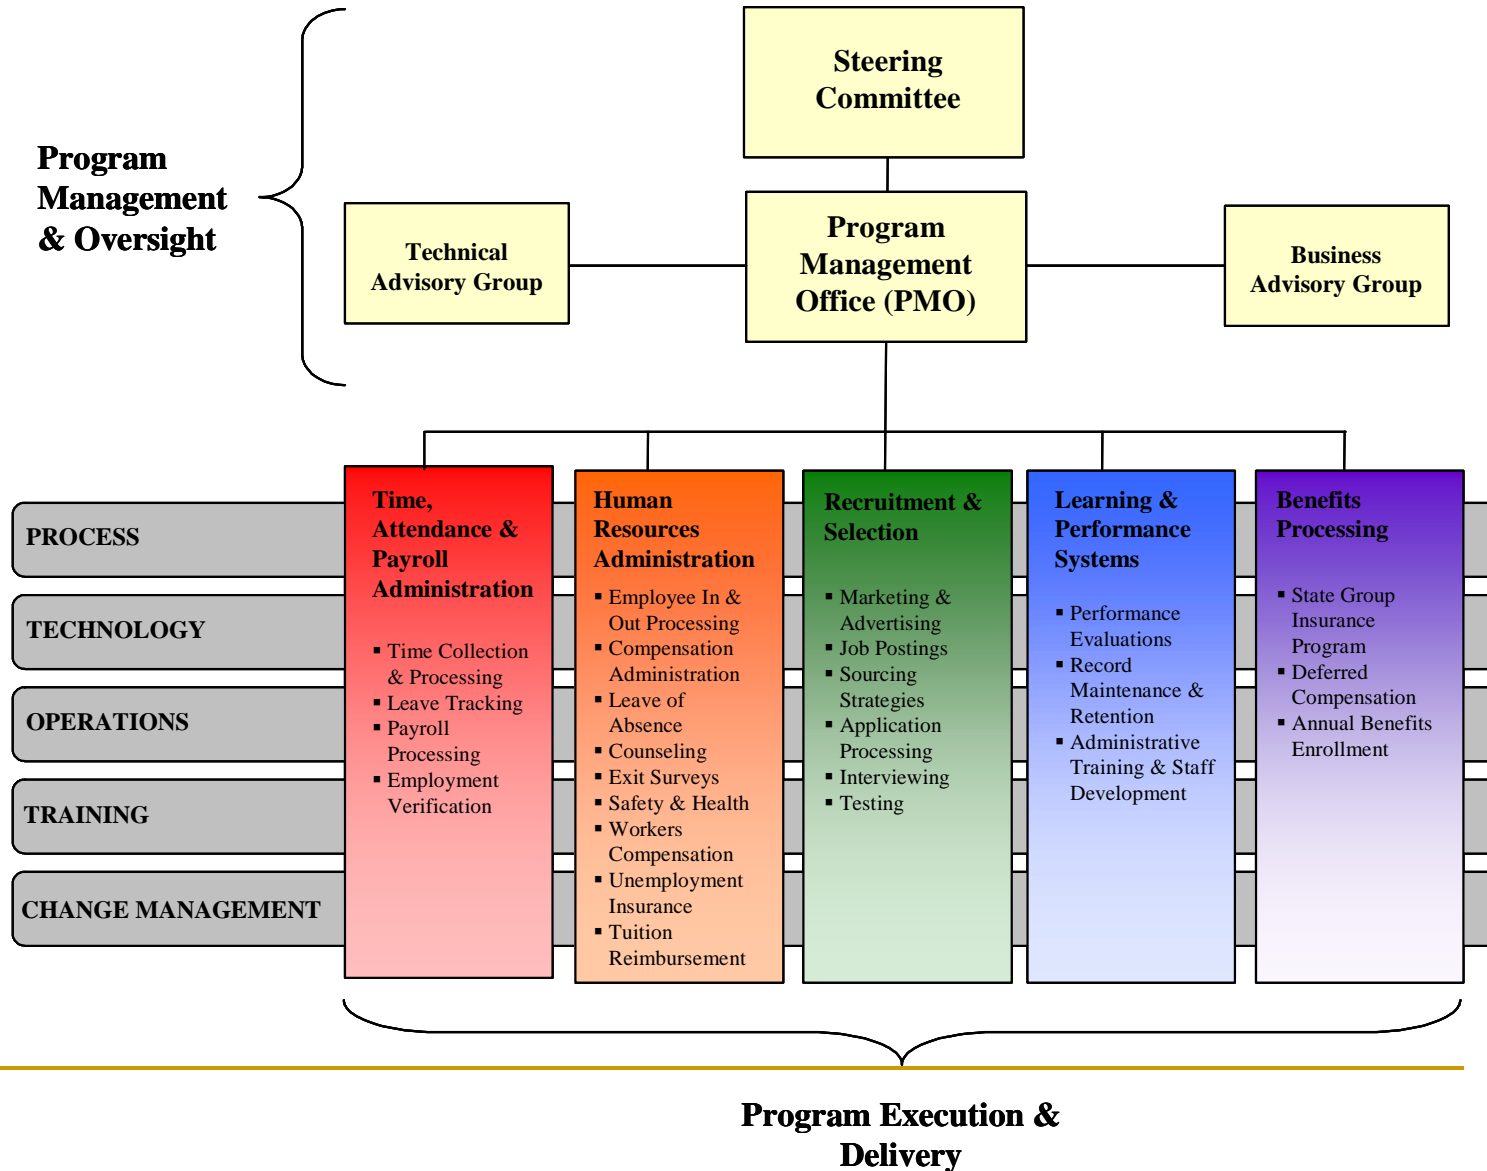 Steering
Committee
Program
Management
& Oversight
Technical
Advisory Group
Program
Management
Office (PMO)
Business
Advisory Group
PROCESS
TECHNOLOGY
OPERATIONS
TRAINING
CHANGE MANAGEMENT
Time,
Attendance &
Payroll
Administration
▪ Time Collection
& Processing
▪ Leave Tracking
▪ Payroll
Processing
▪ Employment
Verification
Human
Resources
Administration
▪ Employee In &
Out Processing
▪ Compensation
Administration
▪ Leave of
Absence
▪ Counseling
▪ Exit Surveys
▪ Safety & Health
▪ Workers
Compensation
▪ Unemployment
Insurance
▪ Tuition
Reimbursement
Recruitment &
Selection
▪ Marketing &
Advertising
▪ Job Postings
▪ Sourcing
Strategies
▪ Application
Processing
▪ Interviewing
▪ Testing
Learning &
Performance
Systems
▪ Performance
Evaluations
▪ Record
Maintenance &
Retention
▪ Administrative
Training & Staff
Development
Benefits
Processing
▪ State Group
Insurance
Program
▪ Deferred
Compensation
▪ Annual Benefits
Enrollment
Program Execution &
Delivery